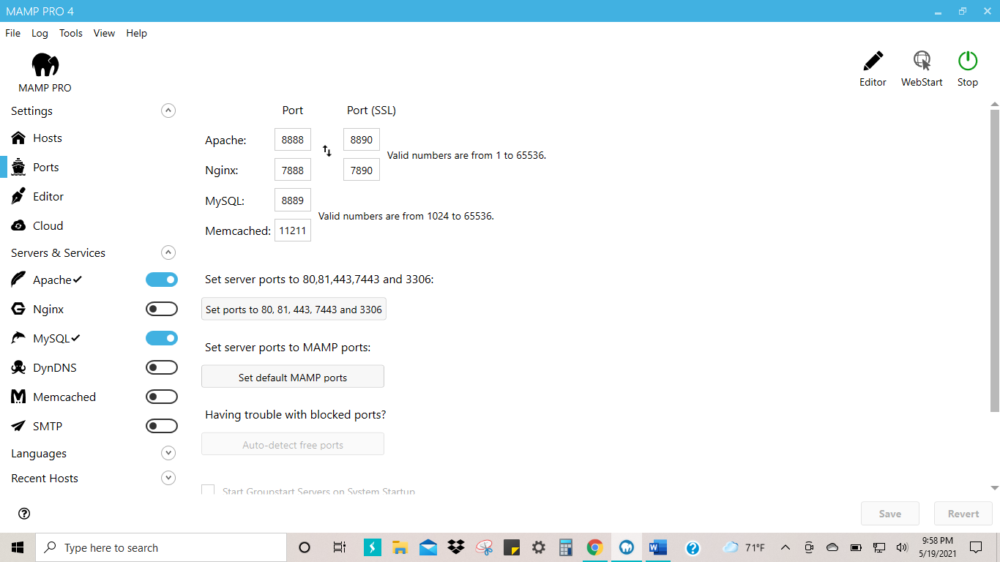 MAMP PRO 4
File Log Tools View Help
MAMP PRO
Editor WebStart Stop
Settings
Hosts
Ports
Editor
Cloud
Servers & Services
Apache
Nginx
MySQL
DynDNS
Memcached
SMTP
Languages
Recent Hosts
Port Port (SSL)
Apache: 8888 8890
Valid numbers are from 1 to 65536.
Nginx: 7888 7890
MySQL: 8889
Valid numbers are from 1024 to 65536.
Memcached: 11211
Set server ports to 80,81,443,7443 and 3306:
Set ports to 80, 81, 443, 7443 and 3306
Set server ports to MAMP ports:
Set default MAMP ports
Having trouble with blocked ports?
Auto-detect free ports
Start Groupstart Servers on System Startup
Save Revert
Type here to search
71°F
9:58 PM
5/19/2021